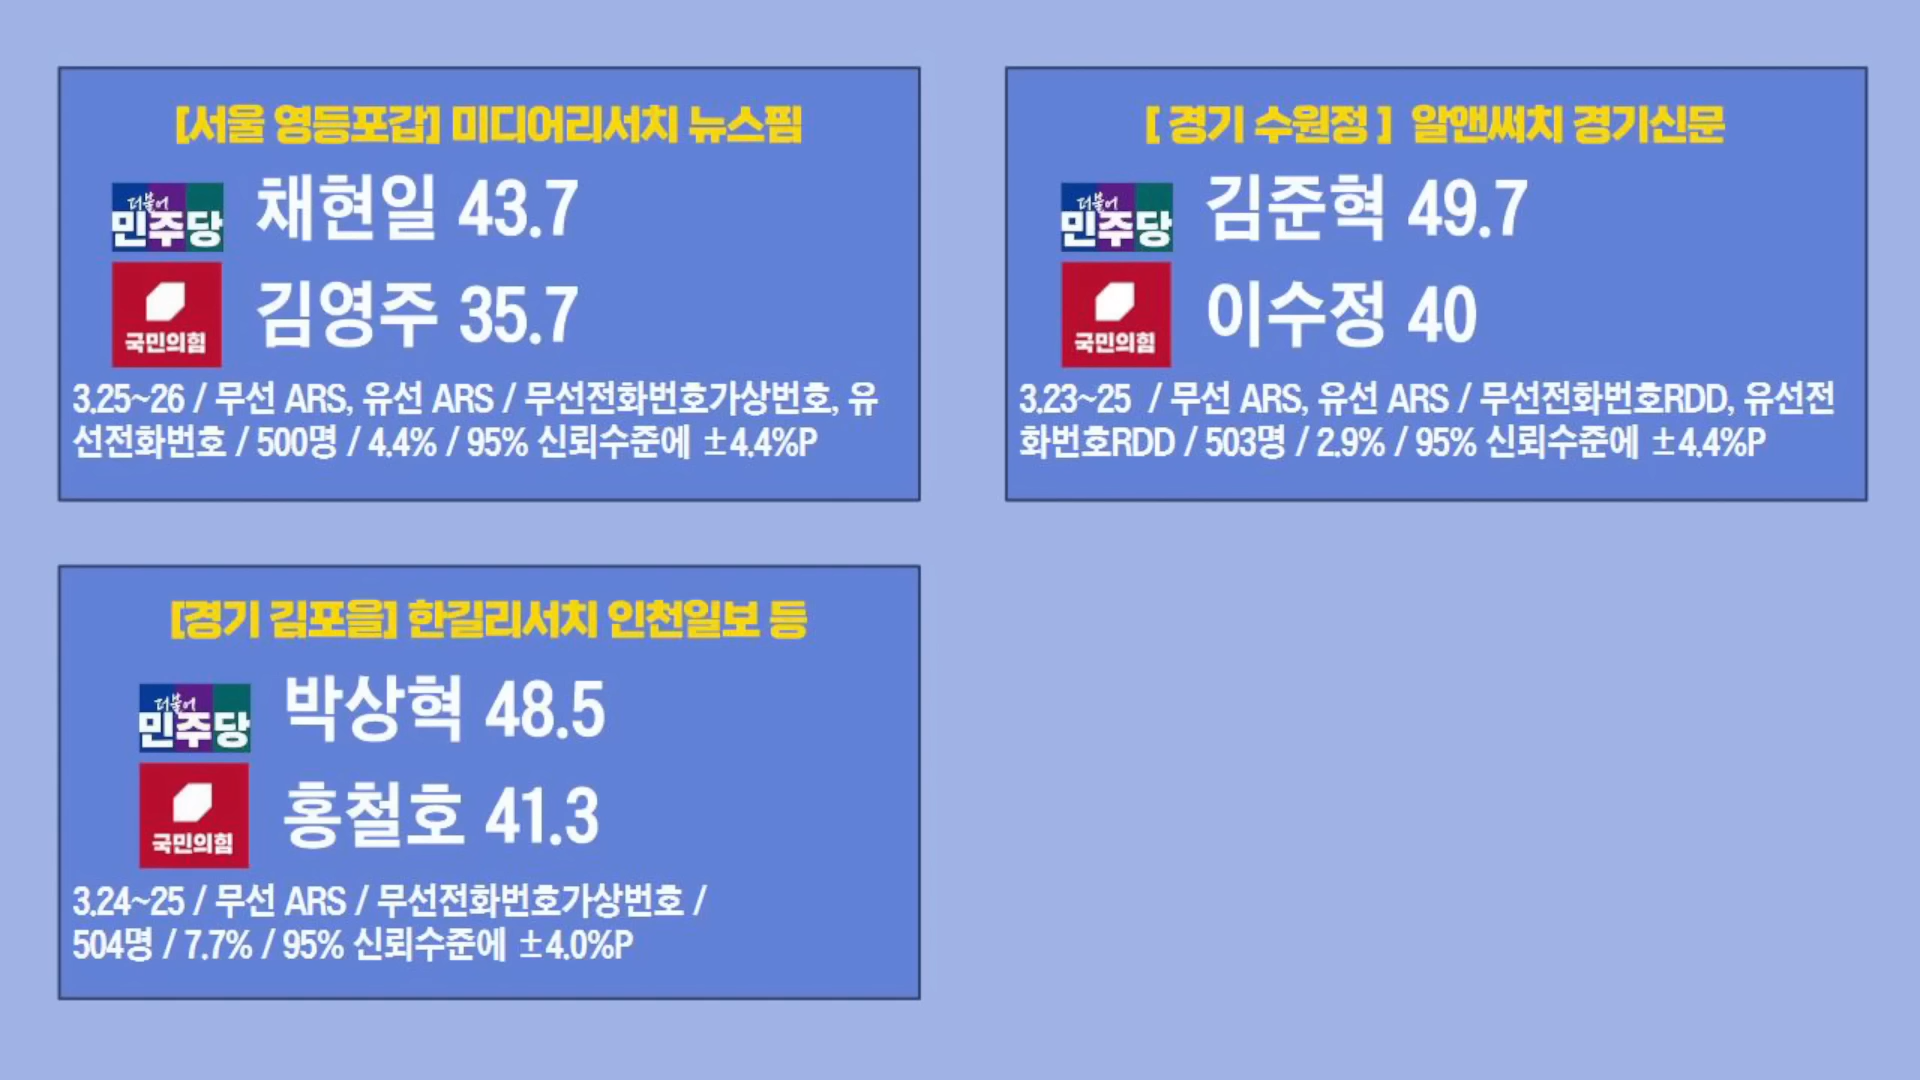 [서울 영등포갑] 미디어리서치 뉴스핌
더불어
민주당
채현일 43.7
국민의힘
김영주 35.7
3.25~26 / 무선 ARS, 유선 ARS / 무선전화번호가상번호, 유
선전화번호 / 500명 / 4.4% / 95% 신뢰수준에 ±4.4%P
[ 경기 수원정 ] 알앤써치 경기신문
더불어
민주당
김준혁 49.7
국민의힘
이수정 40
3.23~25 / 무선 ARS, 유선 ARS / 무선전화번호RDD, 유선전
화번호RDD / 503명 / 2.9% / 95% 신뢰수준에 ±4.4%P
[경기 김포을] 한길리서치 인천일보 등
더불어
민주당
박상혁 48.5
국민의힘
홍철호 41.3
3.24~25 / 무선 ARS / 무선전화번호가상번호 /
504명 / 7.7% / 95% 신뢰수준에 ±4.0%P